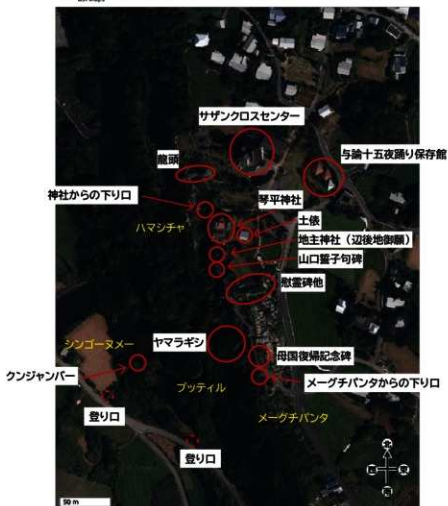 サザンクロスセンター
龍頭
与論十五夜踊り保存館
神社からの下り口
琴平神社
ハマシチャ
土俵
地主神社（辺後地御願）
山口誓子句碑
慰霊碑他
シンゴーヌメー
ヤマラギシ
母国復帰記念碑
クンジャンバー
ブッティル
メーグチバンタからの下り口
登り口
メーグチバンタ
登り口
北
西
東
南
50 m